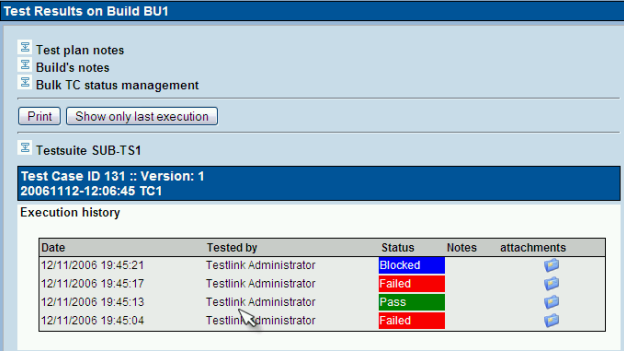 Test Results on Build BU1
Test plan notes
Build's notes
Bulk TC status management
Print Show only last execution
Testsuite SUB-TS1
Test Case ID 131 :: Version: 1
20061112-12:06:45 TC1
Execution history
Date Tested by Status Notes attachments
12/11/2006 19:45:21 Testlink Administrator Blocked
12/11/2006 19:45:17 Testlink Administrator Failed
12/11/2006 19:45:13 Testlink Administrator Pass
12/11/2006 19:45:04 Testlink Administrator Failed